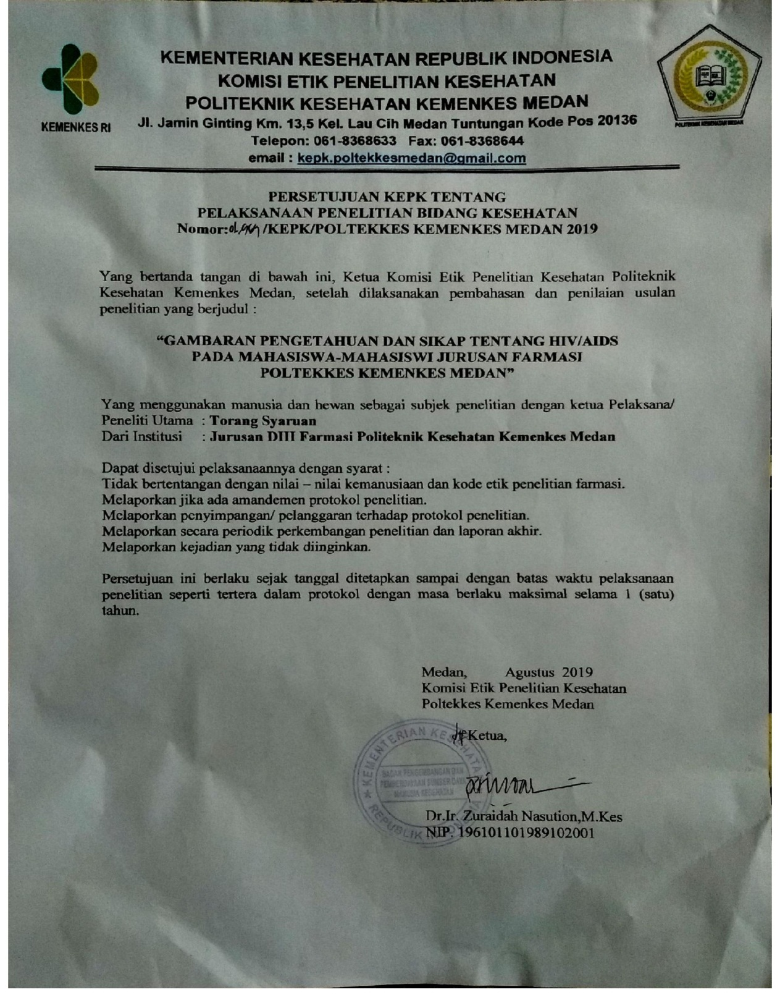 KEMENTERIAN KESEHATAN REPUBLIK INDONESIA
KOMISI ETIK PENELITIAN KESEHATAN
POLITEKNIK KESEHATAN KEMENKES MEDAN
Jl. Jamin Ginting Km. 13,5 Kel. Lau Cih Medan Tuntungan Kode Pos 20136
Telepon: 061-8368633 Fax: 061-8368644
email : kepk.poltekkesmedan@gmail.com
KEMENKES RI
POLITEKNIK KESEHATAN MEDAN
PERSETUJUAN KEPK TENTANG
PELAKSANAAN PENELITIAN BIDANG KESEHATAN
Nomor: /KEPK/POLTEKKES KEMENKES MEDAN 2019
Yang bertanda tangan di bawah ini, Ketua Komisi Etik Penelitian Kesehatan Politeknik
Kesehatan Kemenkes Medan, setelah dilaksanakan pembahasan dan penilaian usulan
penelitian yang berjudul :
“GAMBARAN PENGETAHUAN DAN SIKAP TENTANG HIV/AIDS
PADA MAHASISWA-MAHASISWI JURUSAN FARMASI
POLTEKKES KEMENKES MEDAN”
Yang menggunakan manusia dan hewan sebagai subjek penelitian dengan ketua Pelaksana/
Peneliti Utama : Torang Syaruan
Dari Institusi : Jurusan DIII Farmasi Politeknik Kesehatan Kemenkes Medan
Dapat disetujui pelaksanaannya dengan syarat :
Tidak bertentangan dengan nilai – nilai kemanusiaan dan kode etik penelitian farmasi.
Melaporkan jika ada amandemen protokol penelitian.
Melaporkan penyimpangan/ pelanggaran terhadap protokol penelitian.
Melaporkan secara periodik perkembangan penelitian dan laporan akhir.
Melaporkan kejadian yang tidak diinginkan.
Persetujuan ini berlaku sejak tanggal ditetapkan sampai dengan batas waktu pelaksanaan
penelitian seperti tertera dalam protokol dengan masa berlaku maksimal selama 1 (satu)
tahun.
Medan, Agustus 2019
Komisi Etik Penelitian Kesehatan
Poltekkes Kemenkes Medan
Ketua,
KEMENTERIAN KESEHATAN
BADAN PENGEMBANGAN DAN
PEMBERDAYAAN SUMBER DAYA
MANUSIA KESEHATAN
REPUBLIK INDONESIA
Dr.Ir. Zuraidah Nasution,M.Kes
NIP. 196101101989102001